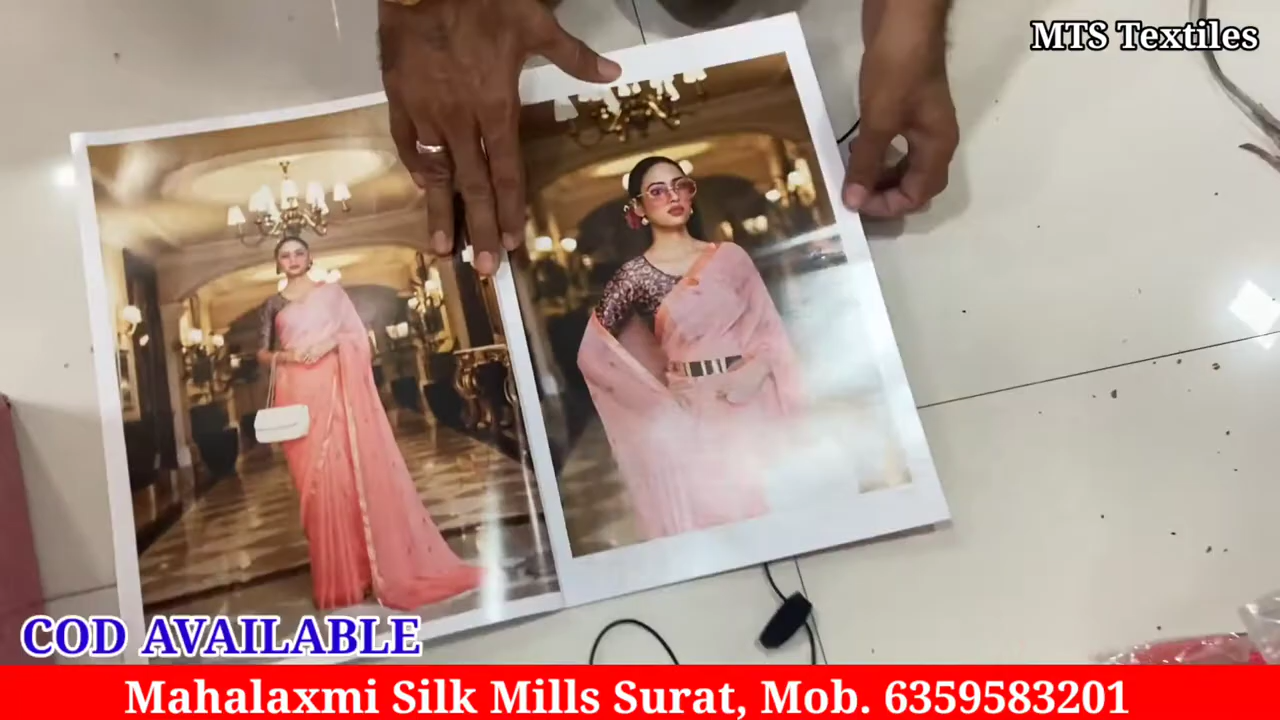 MTS Textiles
COD AVAILABLE
Mahalaxmi Silk Mills Surat, Mob. 6359583201